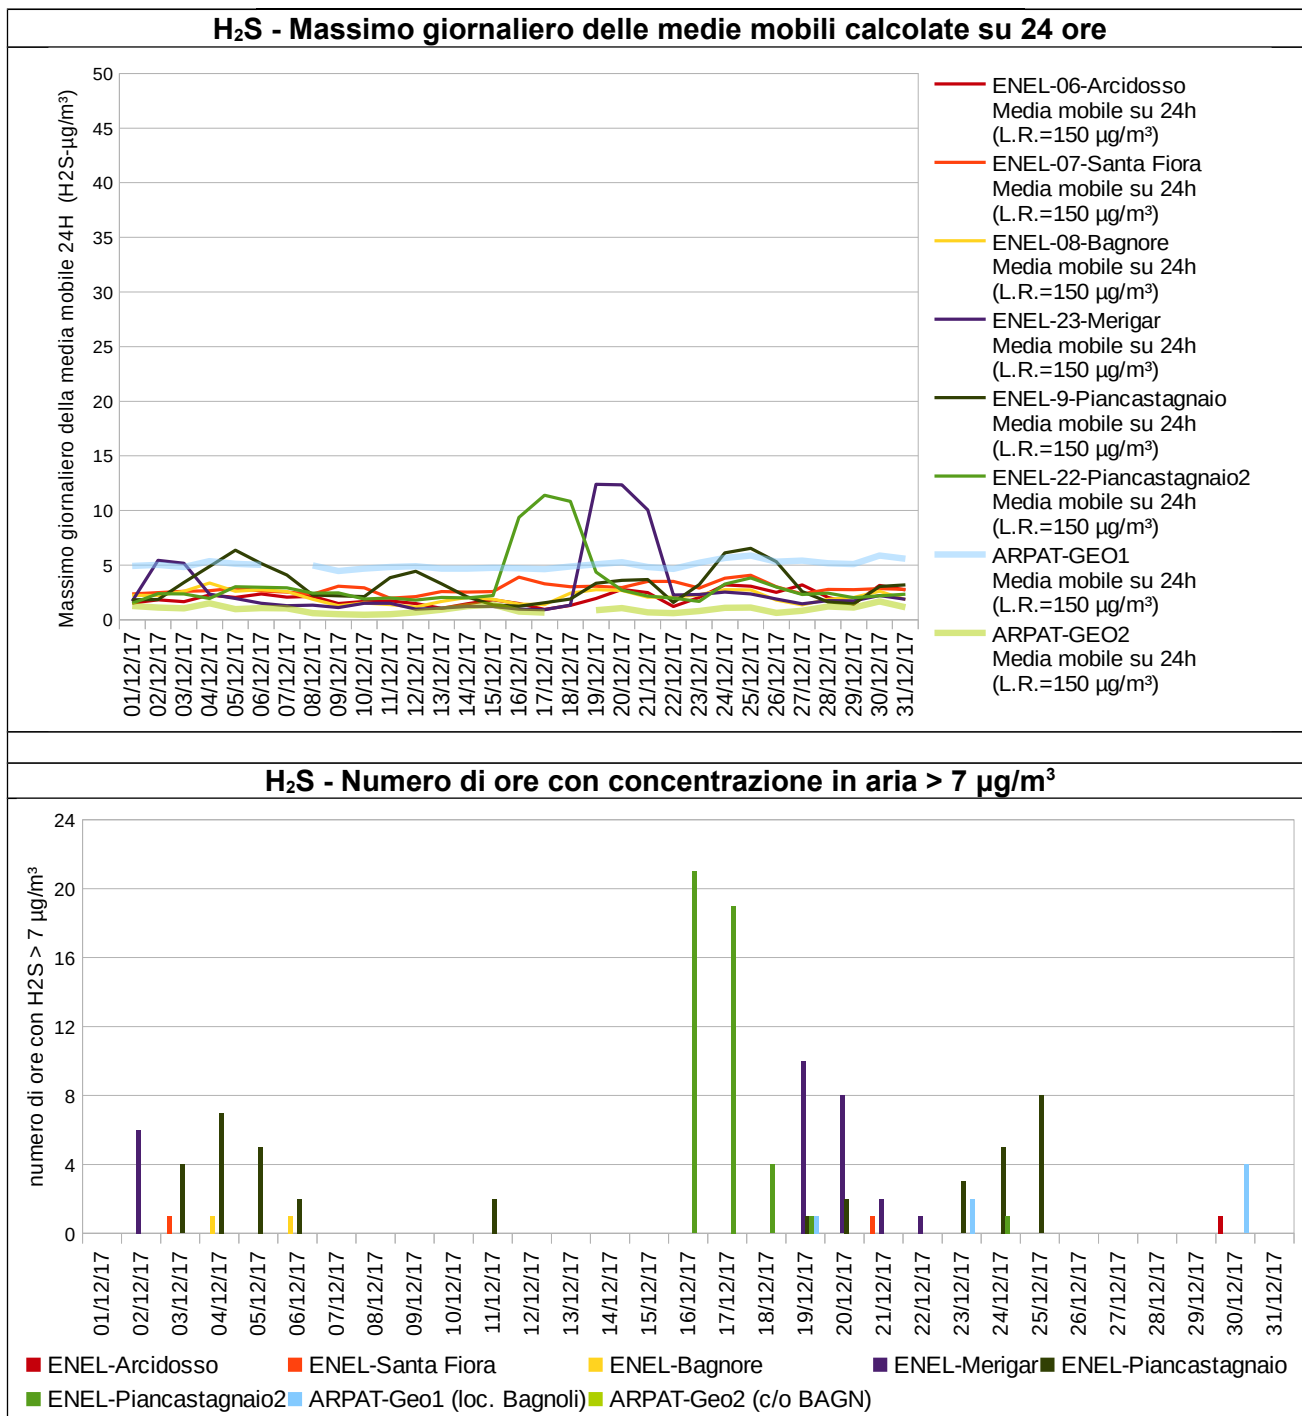 H₂S - Massimo giornaliero delle medie mobili calcolate su 24 ore
Massimo giornaliero della media mobile 24H (H2S-µg/m³)
50
45
40
35
30
25
20
15
10
5
0
01/12/17
02/12/17
03/12/17
04/12/17
05/12/17
06/12/17
07/12/17
08/12/17
09/12/17
10/12/17
11/12/17
12/12/17
13/12/17
14/12/17
15/12/17
16/12/17
17/12/17
18/12/17
19/12/17
20/12/17
21/12/17
22/12/17
23/12/17
24/12/17
25/12/17
26/12/17
27/12/17
28/12/17
29/12/17
30/12/17
31/12/17
ENEL-06-Arcidosso
Media mobile su 24h
(L.R.=150 µg/m³)
ENEL-07-Santa Fiora
Media mobile su 24h
(L.R.=150 µg/m³)
ENEL-08-Bagnore
Media mobile su 24h
(L.R.=150 µg/m³)
ENEL-23-Merigar
Media mobile su 24h
(L.R.=150 µg/m³)
ENEL-9-Piancastagnaio
Media mobile su 24h
(L.R.=150 µg/m³)
ENEL-22-Piancastagnaio2
Media mobile su 24h
(L.R.=150 µg/m³)
ARPAT-GEO1
Media mobile su 24h
(L.R.=150 µg/m³)
ARPAT-GEO2
Media mobile su 24h
(L.R.=150 µg/m³)
H₂S - Numero di ore con concentrazione in aria > 7 µg/m³
numero di ore con H2S > 7 µg/m³
24
20
16
12
8
4
0
01/12/17
02/12/17
03/12/17
04/12/17
05/12/17
06/12/17
07/12/17
08/12/17
09/12/17
10/12/17
11/12/17
12/12/17
13/12/17
14/12/17
15/12/17
16/12/17
17/12/17
18/12/17
19/12/17
20/12/17
21/12/17
22/12/17
23/12/17
24/12/17
25/12/17
26/12/17
27/12/17
28/12/17
29/12/17
30/12/17
31/12/17
ENEL-Arcidosso ENEL-Santa Fiora ENEL-Bagnore ENEL-Merigar ENEL-Piancastagnaio
ENEL-Piancastagnaio2 ARPAT-Geo1 (loc. Bagnoli) ARPAT-Geo2 (c/o BAGN)